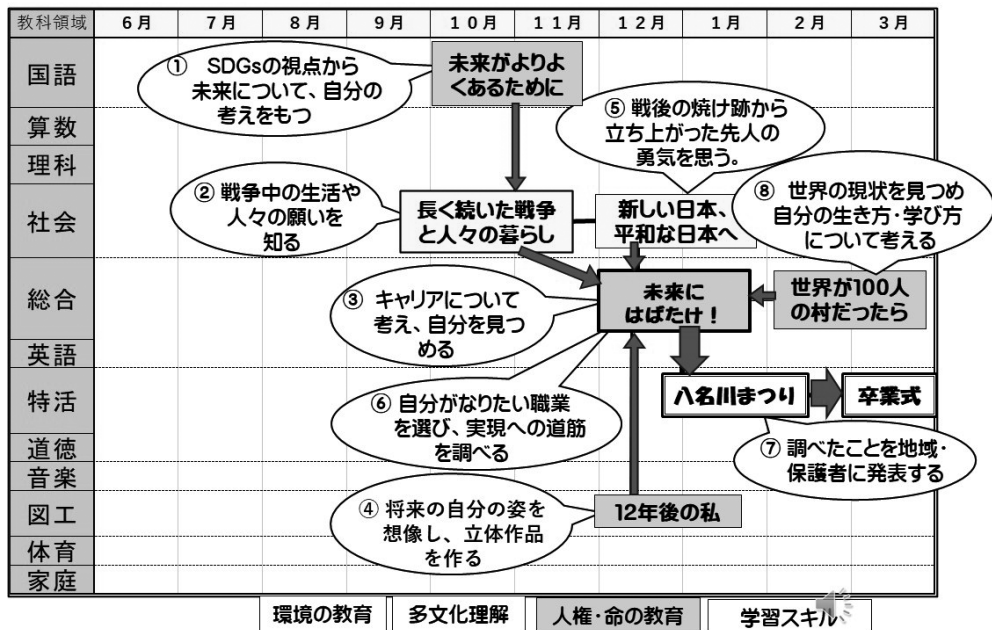 教科領域 6月 7月 8月 9月 10月 11月 12月 1月 2月 3月
国語
算数
理科
社会
総合
英語
特活
道徳
音楽
図工
体育
家庭
① SDGsの視点から
未来について、自分の
考えをもつ
未来がよりよ
くあるために
⑤ 戦後の焼け跡から
立ち上がった先人の
勇気を思う。
② 戦争中の生活や
人々の願いを
知る
長く続いた戦争
と人々の暮らし
新しい日本、
平和な日本へ
⑧ 世界の現状を見つめ
自分の生き方・学び方
について考える
③ キャリアについて
考え、自分を見つ
める
未来に
はばたけ！
世界が100人
の村だったら
⑥ 自分がなりたい職業
を選び、実現への道筋
を調べる
八名川まつり
卒業式
⑦ 調べたことを地域・
保護者に発表する
④ 将来の自分の姿を
想像し、立体作品
を作る
12年後の私
環境の教育 多文化理解 人権・命の教育 学習スキル